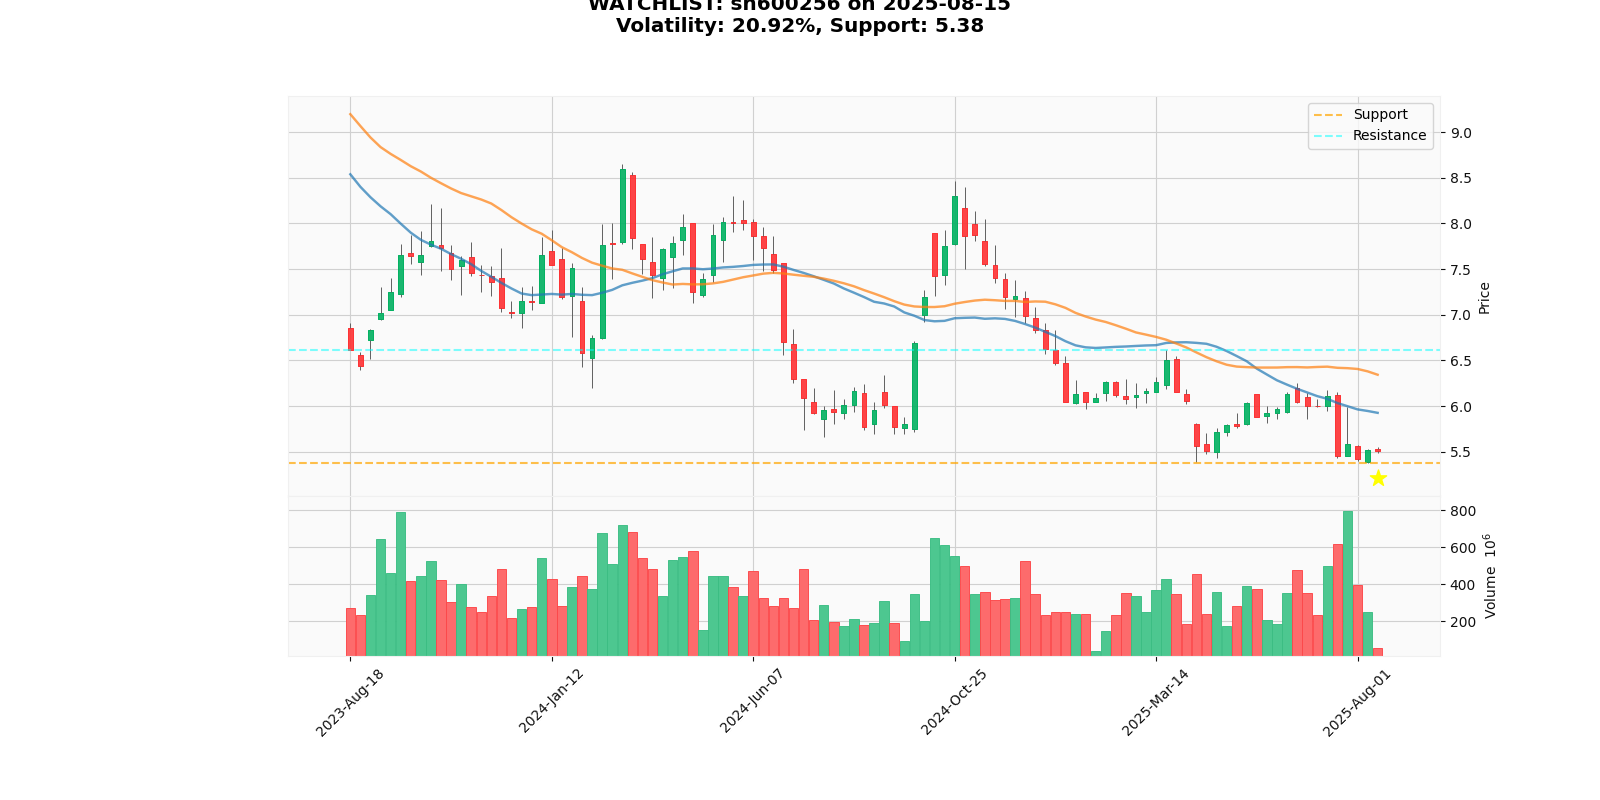 WATCHLIST: sh600256 on 2025-08-15
Volatility: 20.92%, Support: 5.38
Support
Resistance
9.0
8.5
8.0
7.5
7.0
6.5
6.0
5.5
Price
800
600
400
200
Volume 10^6
2023-Aug-18
2024-Jan-12
2024-Jun-07
2024-Oct-25
2025-Mar-14
2025-Aug-01